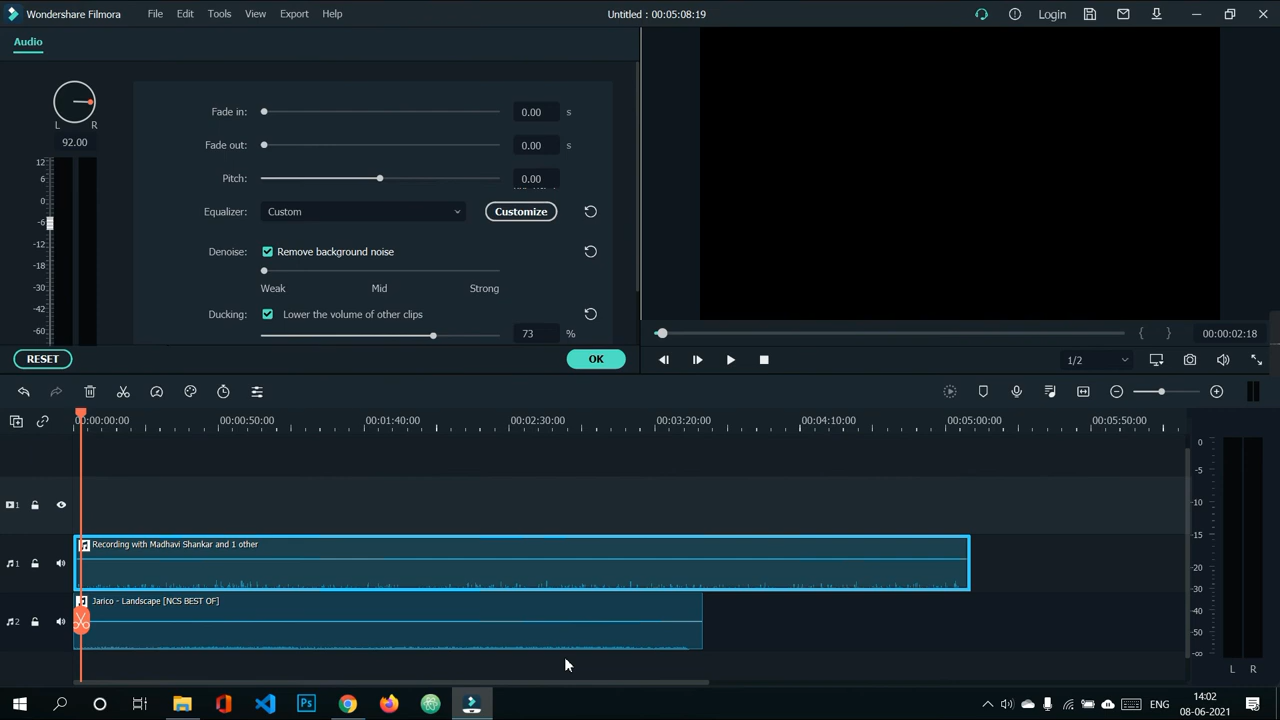 Wondershare Filmora File Edit Tools View Export Help Untitled : 00:05:08:19 Login
Audio
L R
92.00
12
6
0
-6
-12
-18
-30
-42
-60
Fade in: 0.00 s
Fade out: 0.00 s
Pitch: 0.00
Equalizer: Custom Customize
Denoise: Remove background noise
Weak Mid Strong
Ducking: Lower the volume of other clips
73 %
RESET OK
00:00:02:18
1/2
00:00:00:00 00:00:50:00 00:01:40:00 00:02:30:00 00:03:20:00 00:04:10:00 00:05:00:00 00:05:50:00
1
1 Recording with Madhavi Shankar and 1 other
2 Jarico - Landscape [NCS BEST OF]
0
-5
-10
-15
-20
-30
-40
-50
-∞
L R
Ps
ENG
14:02
08-06-2021